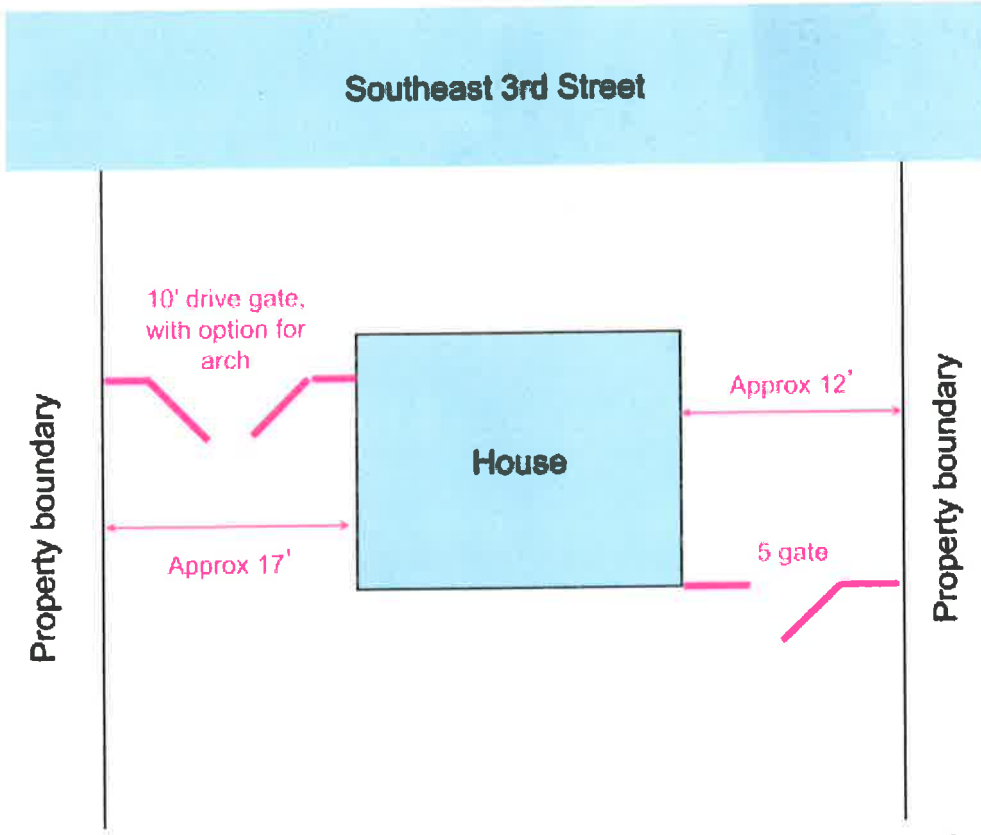 Southeast 3rd Street
10' drive gate,
with option for
arch
Approx 12'
House
Property boundary
Property boundary
Approx 17'
5 gate